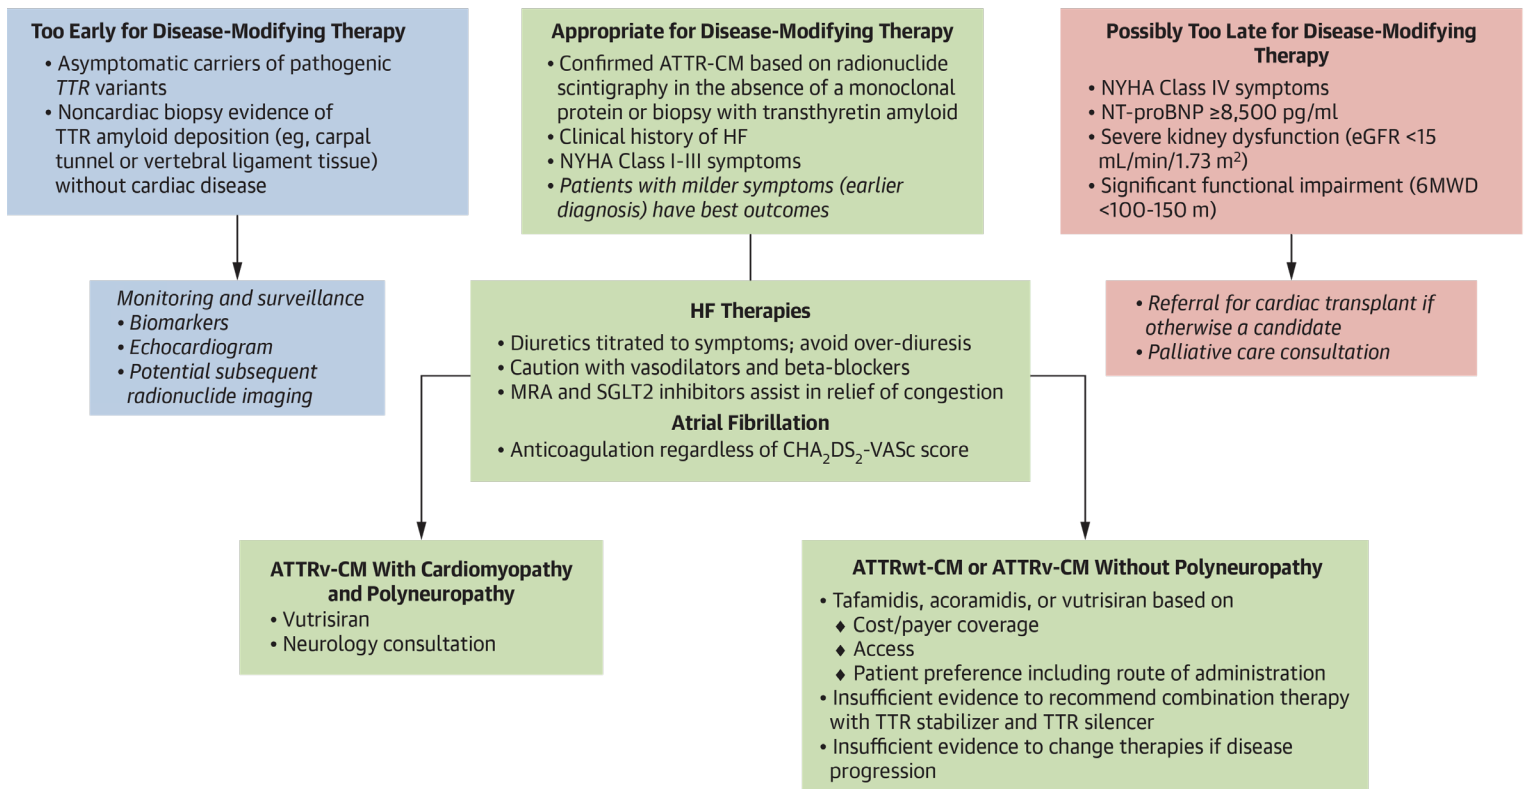 Too Early for Disease-Modifying Therapy
• Asymptomatic carriers of pathogenic
TTR variants
• Noncardiac biopsy evidence of
TTR amyloid deposition (eg, carpal
tunnel or vertebral ligament tissue)
without cardiac disease
Monitoring and surveillance
• Biomarkers
• Echocardiogram
• Potential subsequent
radionuclide imaging
Appropriate for Disease-Modifying Therapy
• Confirmed ATTR-CM based on radionuclide
scintigraphy in the absence of a monoclonal
protein or biopsy with transthyretin amyloid
• Clinical history of HF
• NYHA Class I-III symptoms
• Patients with milder symptoms (earlier
diagnosis) have best outcomes
Possibly Too Late for Disease-Modifying
Therapy
• NYHA Class IV symptoms
• NT-proBNP ≥8,500 pg/ml
• Severe kidney dysfunction (eGFR <15
mL/min/1.73 m²)
• Significant functional impairment (6MWD
<100-150 m)
• Referral for cardiac transplant if
otherwise a candidate
• Palliative care consultation
HF Therapies
• Diuretics titrated to symptoms; avoid over-diuresis
• Caution with vasodilators and beta-blockers
• MRA and SGLT2 inhibitors assist in relief of congestion
Atrial Fibrillation
• Anticoagulation regardless of CHA₂DS₂-VASc score
ATTRv-CM With Cardiomyopathy
and Polyneuropathy
• Vutrisiran
• Neurology consultation
ATTRwt-CM or ATTRv-CM Without Polyneuropathy
• Tafamidis, acoramidis, or vutrisiran based on
♦ Cost/payer coverage
♦ Access
♦ Patient preference including route of administration
• Insufficient evidence to recommend combination therapy
with TTR stabilizer and TTR silencer
• Insufficient evidence to change therapies if disease
progression